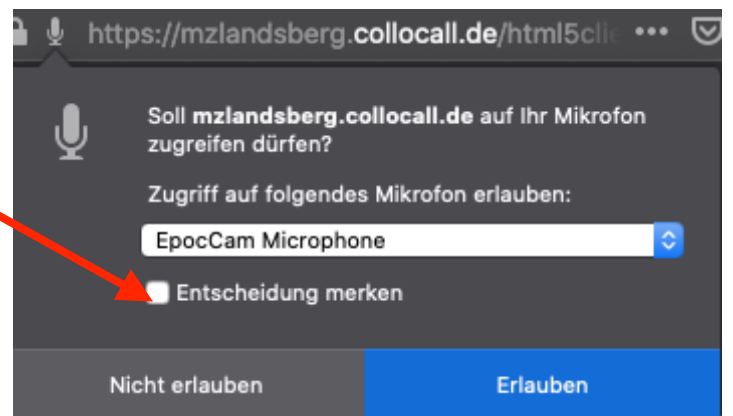 https://mzlandsberg.collocall.de/html5clie
Soll mzlandsberg.collocall.de auf Ihr Mikrofon
zugreifen dürfen?
Zugriff auf folgendes Mikrofon erlauben:
EpocCam Microphone
Entscheidung merken
Nicht erlauben
Erlauben